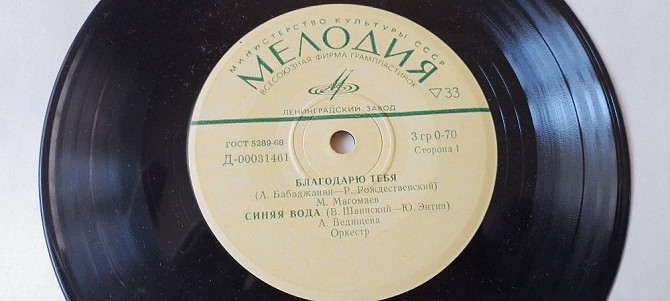 МИНИСТЕРСТВО КУЛЬТУРЫ СССР
МЕЛОДИЯ
ВСЕСОЮЗНАЯ ФИРМА ГРАМПЛАСТИНОК
▽33
ЛЕНИНГРАДСКИЙ ЗАВОД
ГОСТ 5289-68
3 гр 0-70
Д-00031461
Сторона 1
БЛАГОДАРЮ ТЕБЯ
(А. Бабаджанян—Р. Рождественский)
М. Магомаев
СИНЯЯ ВОДА (В. Шаинский—Ю. Энтин)
А. Ведищева
Оркестр